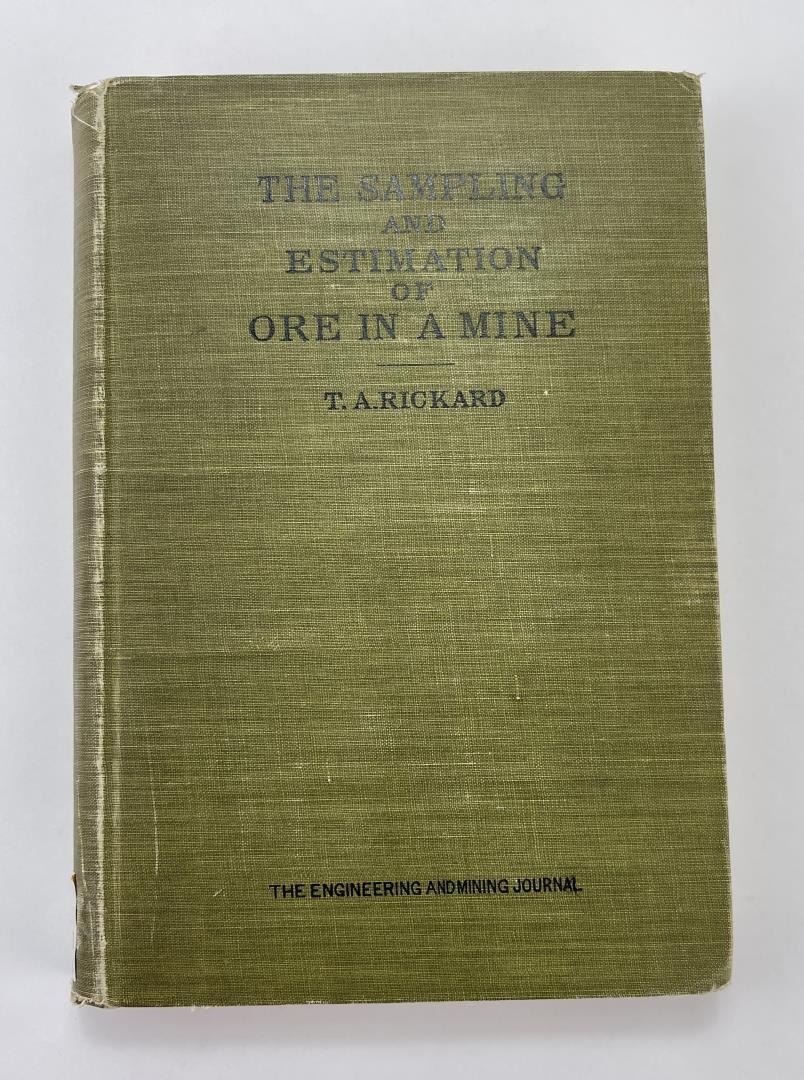 THE SAMPLING
AND
ESTIMATION
OF
ORE IN A MINE
T. A. RICKARD
THE ENGINEERING AND MINING JOURNAL